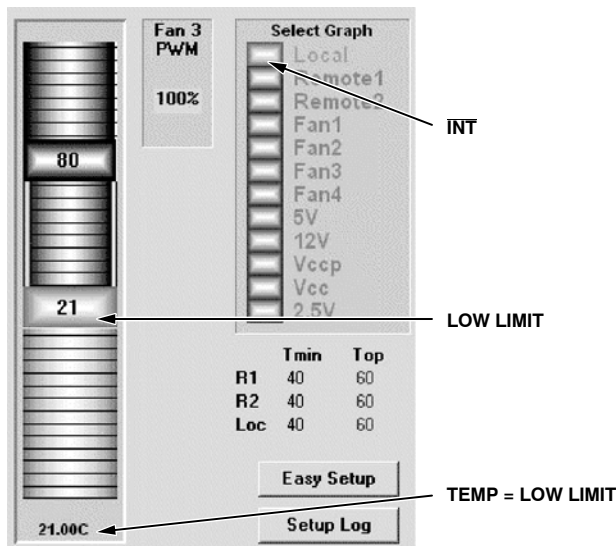 Fan 3
PWM
100%
Select Graph
Local
Remote1
Remote2
Fan1
Fan2
Fan3
Fan4
5V
12V
Vccp
Vcc
2.5V
INT
80
21
LOW LIMIT
Tmin Top
R1 40 60
R2 40 60
Loc 40 60
Easy Setup
Setup Log
21.00C
TEMP = LOW LIMIT